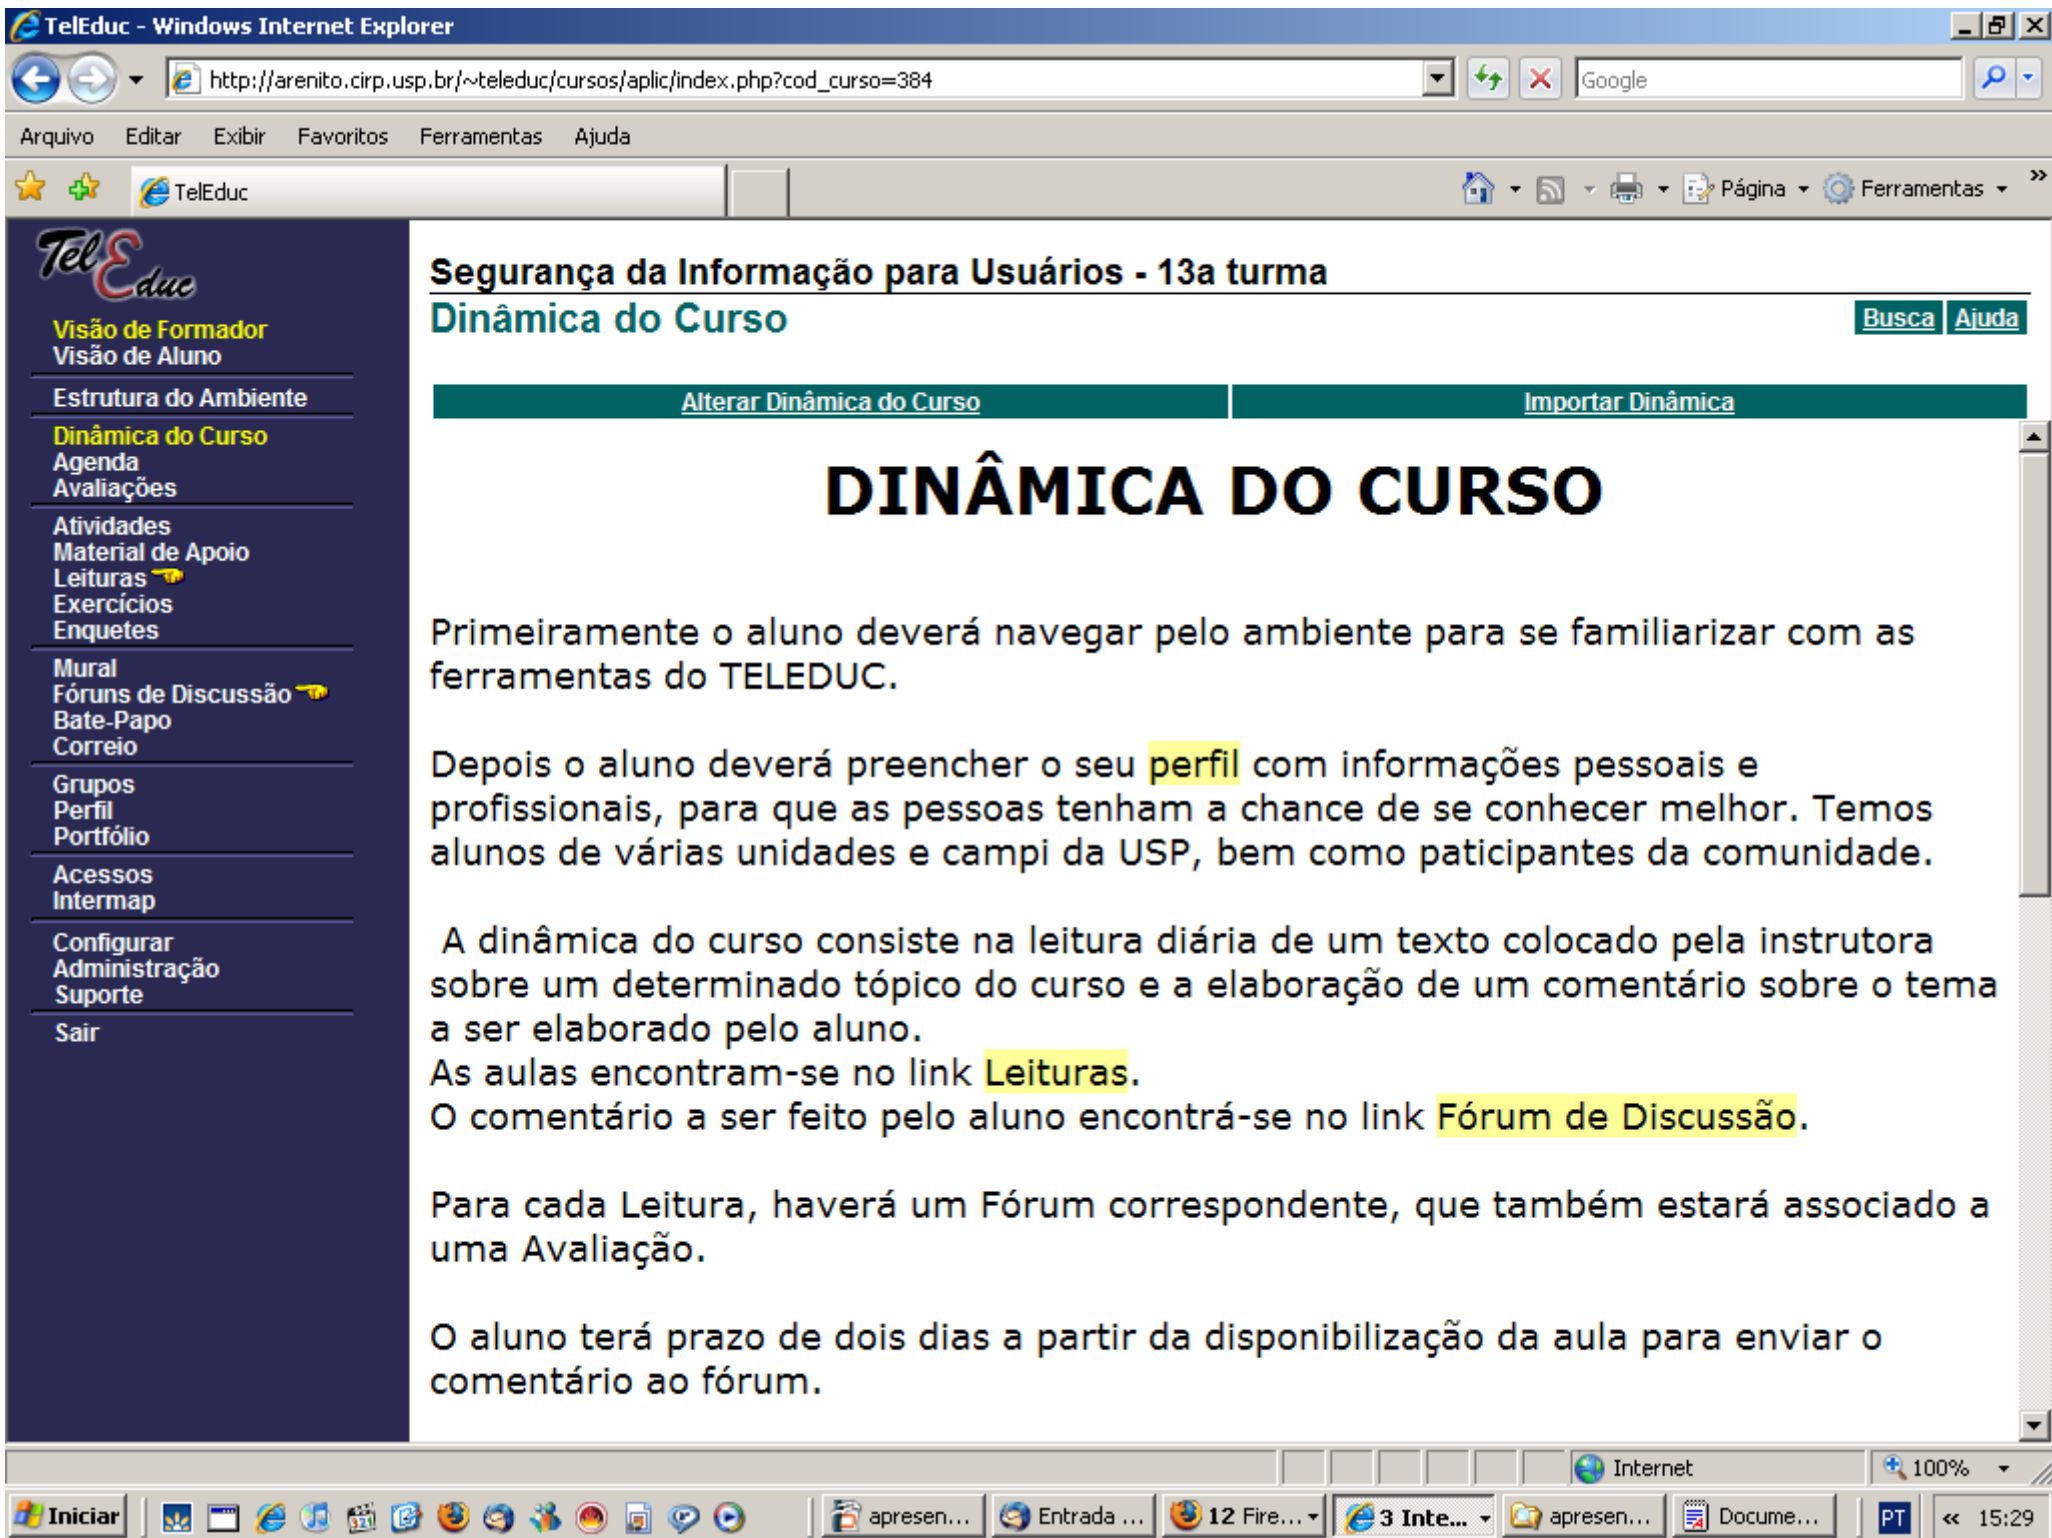 TelEduc - Windows Internet Explorer
http://arenito.cirp.usp.br/~teleduc/cursos/aplic/index.php?cod_curso=384
Google
Arquivo Editar Exibir Favoritos Ferramentas Ajuda
TelEduc
Página Ferramentas »
TelEduc
Visão de Formador
Visão de Aluno
Estrutura do Ambiente
Dinâmica do Curso
Agenda
Avaliações
Atividades
Material de Apoio
Leituras
Exercícios
Enquetes
Mural
Fóruns de Discussão
Bate-Papo
Correio
Grupos
Perfil
Portfólio
Acessos
Intermap
Configurar
Administração
Suporte
Sair
Segurança da Informação para Usuários - 13a turma
Dinâmica do Curso
Busca Ajuda
Alterar Dinâmica do Curso Importar Dinâmica
DINÂMICA DO CURSO
Primeiramente o aluno deverá navegar pelo ambiente para se familiarizar com as
ferramentas do TELEDUC.
Depois o aluno deverá preencher o seu perfil com informações pessoais e
profissionais, para que as pessoas tenham a chance de se conhecer melhor. Temos
alunos de várias unidades e campi da USP, bem como paticipantes da comunidade.
A dinâmica do curso consiste na leitura diária de um texto colocado pela instrutora
sobre um determinado tópico do curso e a elaboração de um comentário sobre o tema
a ser elaborado pelo aluno.
As aulas encontram-se no link Leituras.
O comentário a ser feito pelo aluno encontrá-se no link Fórum de Discussão.
Para cada Leitura, haverá um Fórum correspondente, que também estará associado a
uma Avaliação.
O aluno terá prazo de dois dias a partir da disponibilização da aula para enviar o
comentário ao fórum.
Internet 100%
Iniciar apresen... Entrada ... 12 Fire... 3 Inte... apresen... Docume... PT « 15:29